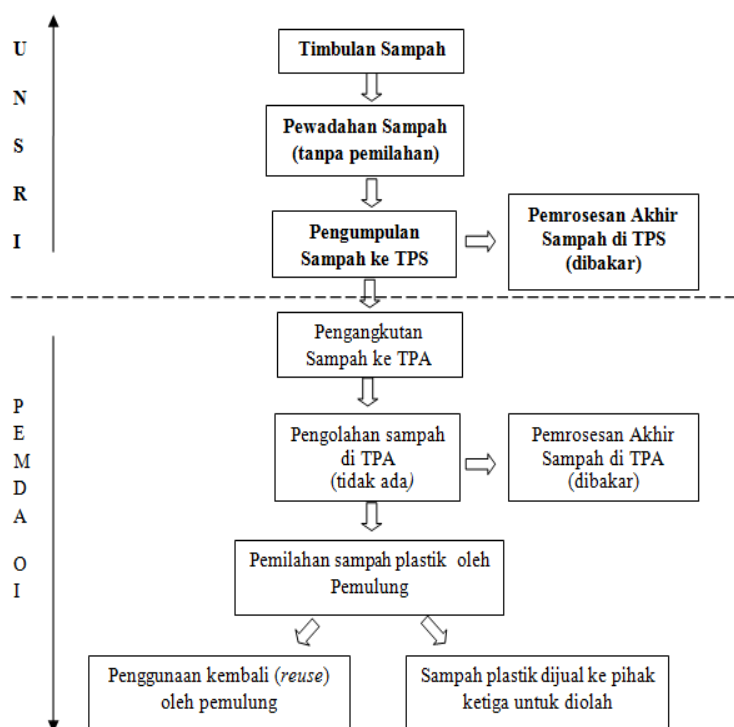 U
N
S
R
I
Timbulan Sampah
Pewadahan Sampah
(tanpa pemilahan)
Pengumpulan
Sampah ke TPS
Pemrosesan Akhir
Sampah di TPS
(dibakar)
P
E
M
D
A
O
I
Pengangkutan
Sampah ke TPA
Pengolahan sampah
di TPA
(tidak ada)
Pemrosesan Akhir
Sampah di TPA
(dibakar)
Pemilahan sampah plastik oleh
Pemulung
Penggunaan kembali (reuse)
oleh pemulung
Sampah plastik dijual ke pihak
ketiga untuk diolah